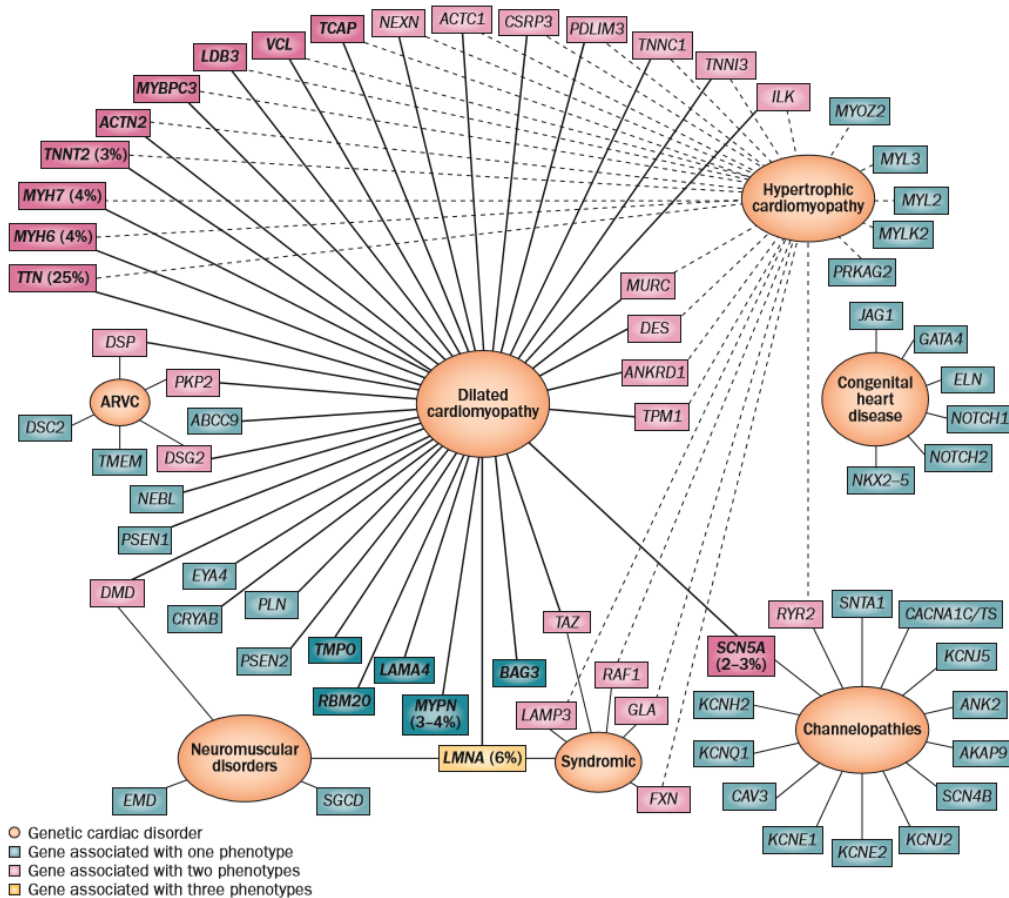 TCAP
NEXN
ACTC1
CSRP3
PDLIM3
VCL
TNNC1
LDB3
TNNI3
MYBPC3
ILK
MYOZ2
ACTN2
TNNT2 (3%)
MYL3
MYH7 (4%)
Hypertrophic
cardiomyopathy
MYL2
MYH6 (4%)
MYLK2
TTN (25%)
PRKAG2
MURC
JAG1
DES
GATA4
DSP
PKP2
ANKRD1
ELN
ARVC
Dilated
cardiomyopathy
Congenital
heart
disease
ABCC9
TPM1
NOTCH1
DSC2
TMEM
DSG2
NOTCH2
NKX2–5
NEBL
PSEN1
EYA4
DMD
CRYAB
PLN
TAZ
RYR2
SNTA1
CACNA1C/TS
PSEN2
TMPO
LAMA4
BAG3
SCN5A
(2–3%)
KCNJ5
RBM20
MYPN
(3–4%)
RAF1
LAMP3
GLA
KCNH2
ANK2
Channelopathies
Neuromuscular
disorders
LMNA (6%)
Syndromic
KCNQ1
AKAP9
EMD
SGCD
FXN
CAV3
SCN4B
KCNE1
KCNE2
KCNJ2
Genetic cardiac disorder
Gene associated with one phenotype
Gene associated with two phenotypes
Gene associated with three phenotypes